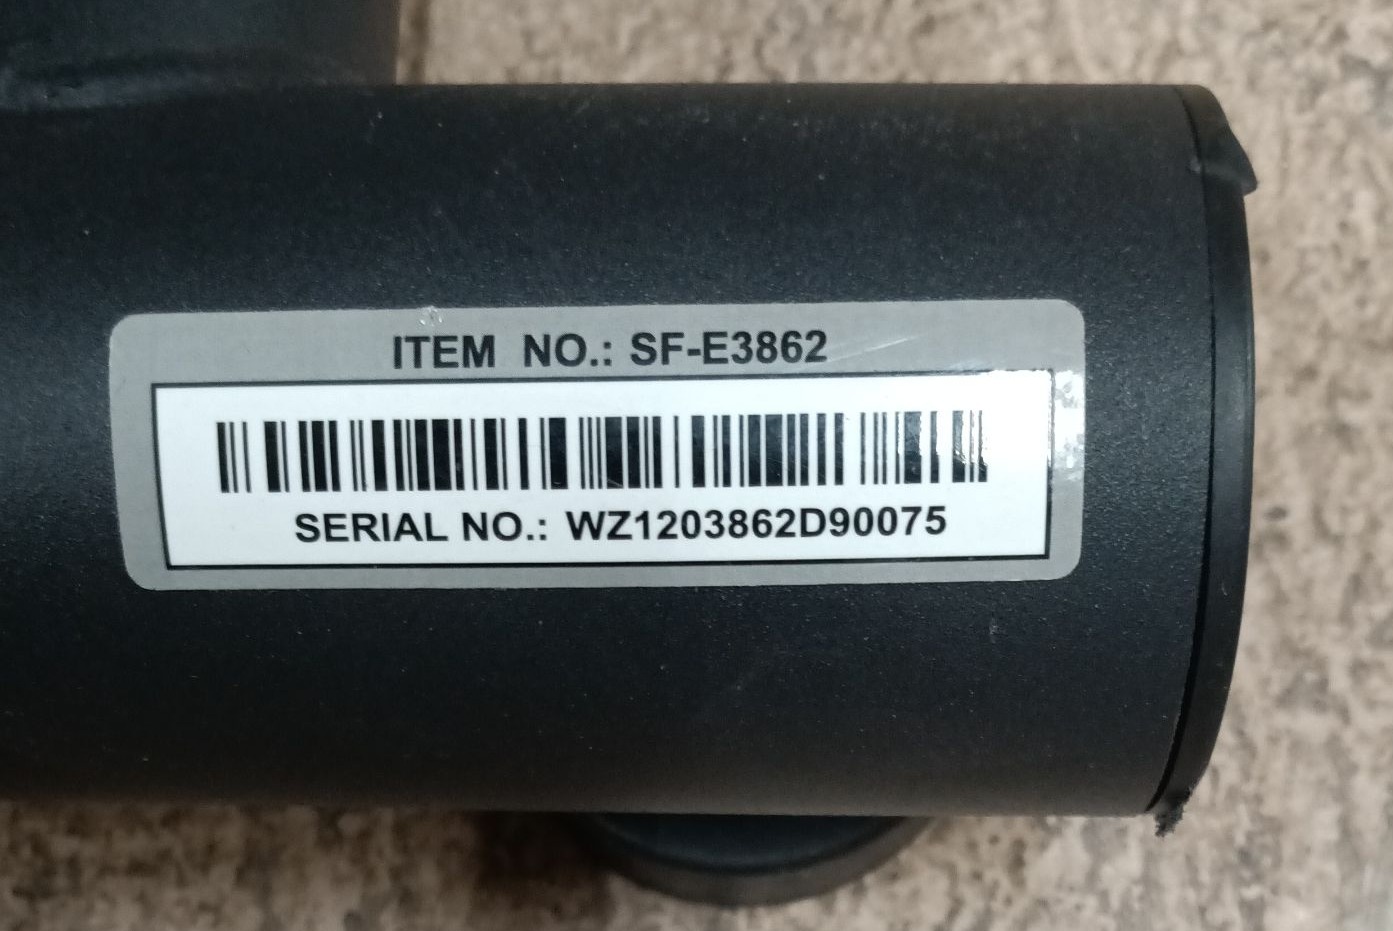 ITEM NO.: SF-E3862
SERIAL NO.: WZ1203862D90075